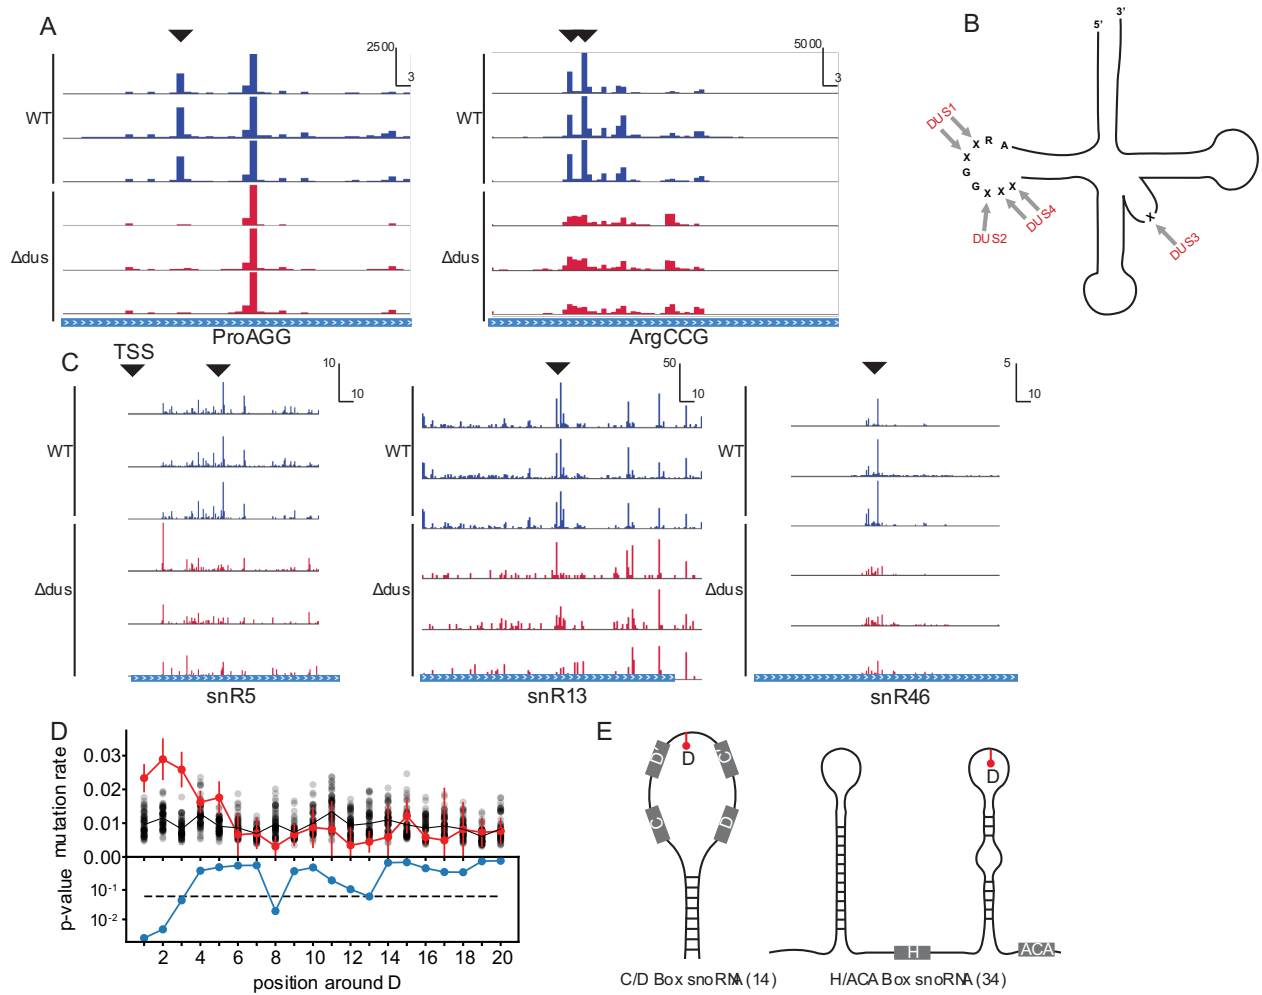 A
2500
3
WT
Δdus
ProAGG
5000
3
WT
Δdus
ArgCCG
B
5'
3'
DUS1
X R A
X
G
G X X X
DUS2
DUS4
X
DUS3
C
TSS
10
10
WT
Δdus
snR5
50
10
WT
Δdus
snR13
5
10
WT
Δdus
snR46
D
mutation rate
0.03
0.02
0.01
0.00
p-value
10-1
10-2
2 4 6 8 10 12 14 16 18 20
position around D
E
D' C'
D
C D
C/D Box snoRNA (14)
D
H ACA
H/ACA Box snoRNA (34)